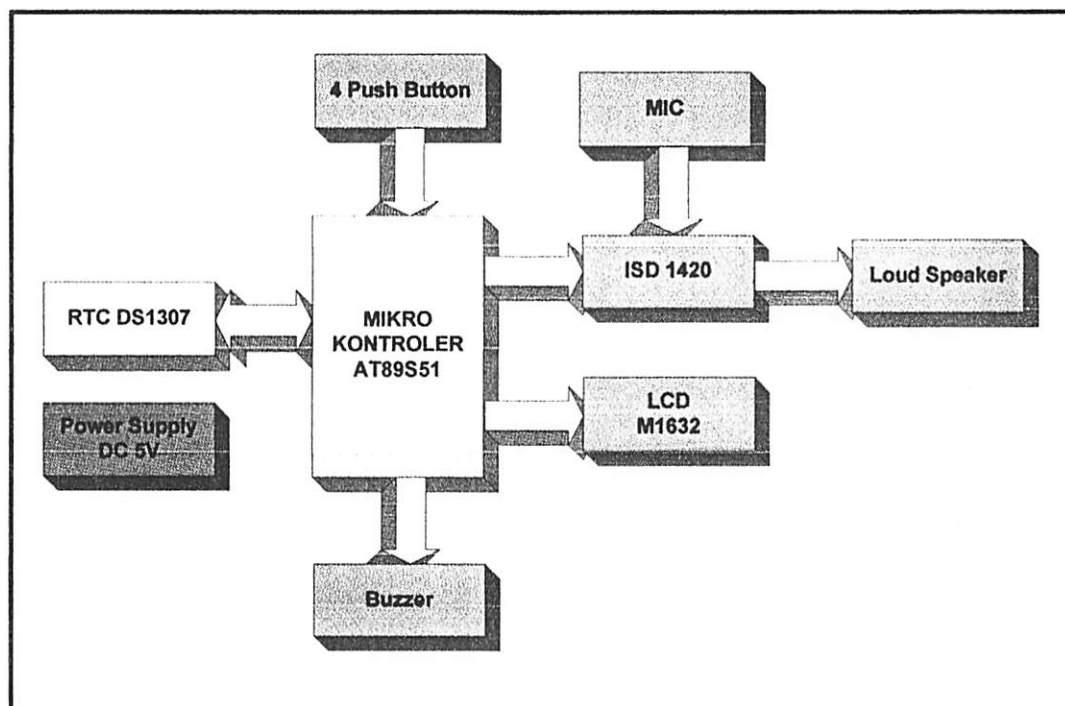 4 Push Button
MIC
ISD 1420
Loud Speaker
RTC DS1307
MIKRO
KONTROLER
AT89S51
LCD
M1632
Power Supply
DC 5V
Buzzer